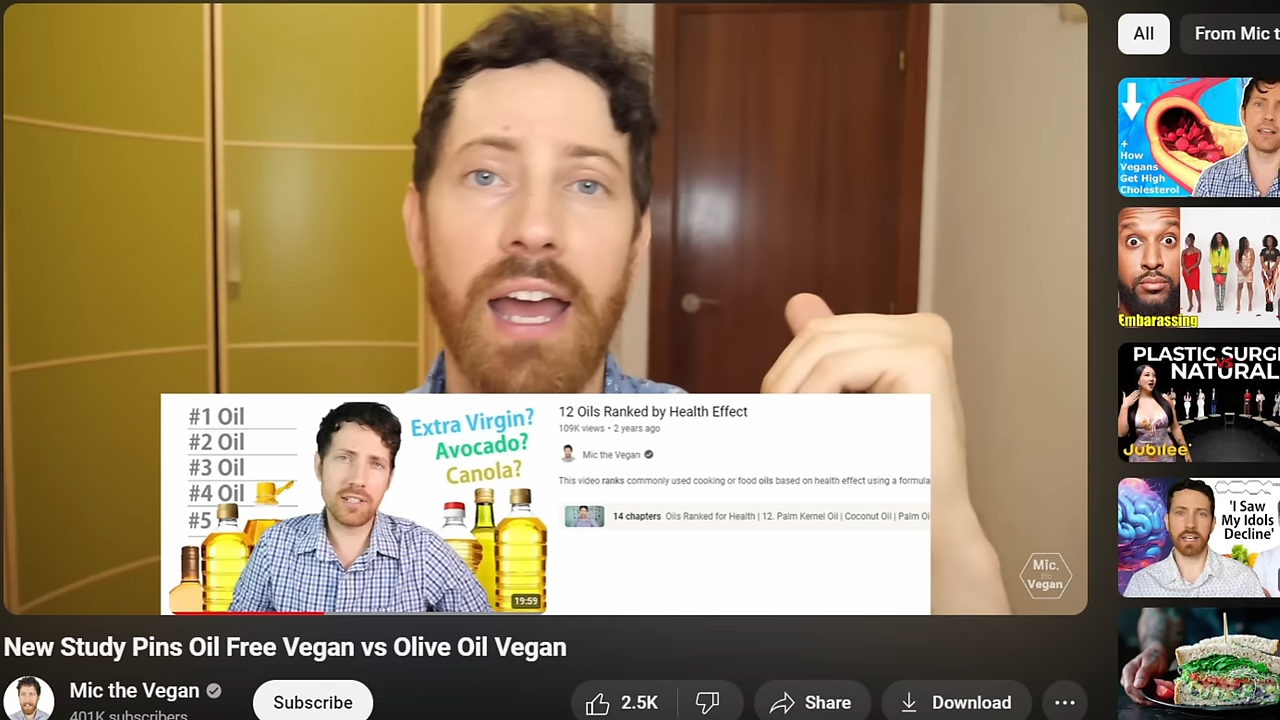 All
From Mic t
+
How
Vegans
Get High
Cholesterol
Embarassing
PLASTIC SURG
VS
NATURAL
Jubilee
'I Saw
My Idols
Decline'
#1 Oil
#2 Oil
#3 Oil
#4 Oil
#5
Extra Virgin?
Avocado?
Canola?
19:59
12 Oils Ranked by Health Effect
109K views • 2 years ago
Mic the Vegan
This video ranks commonly used cooking or food oils based on health effect using a formula
14 chapters Oils Ranked for Health | 12. Palm Kernel Oil | Coconut Oil | Palm Oi
Mic.
the
Vegan
New Study Pins Oil Free Vegan vs Olive Oil Vegan
Mic the Vegan
401K subscribers
Subscribe
2.5K
Share
Download